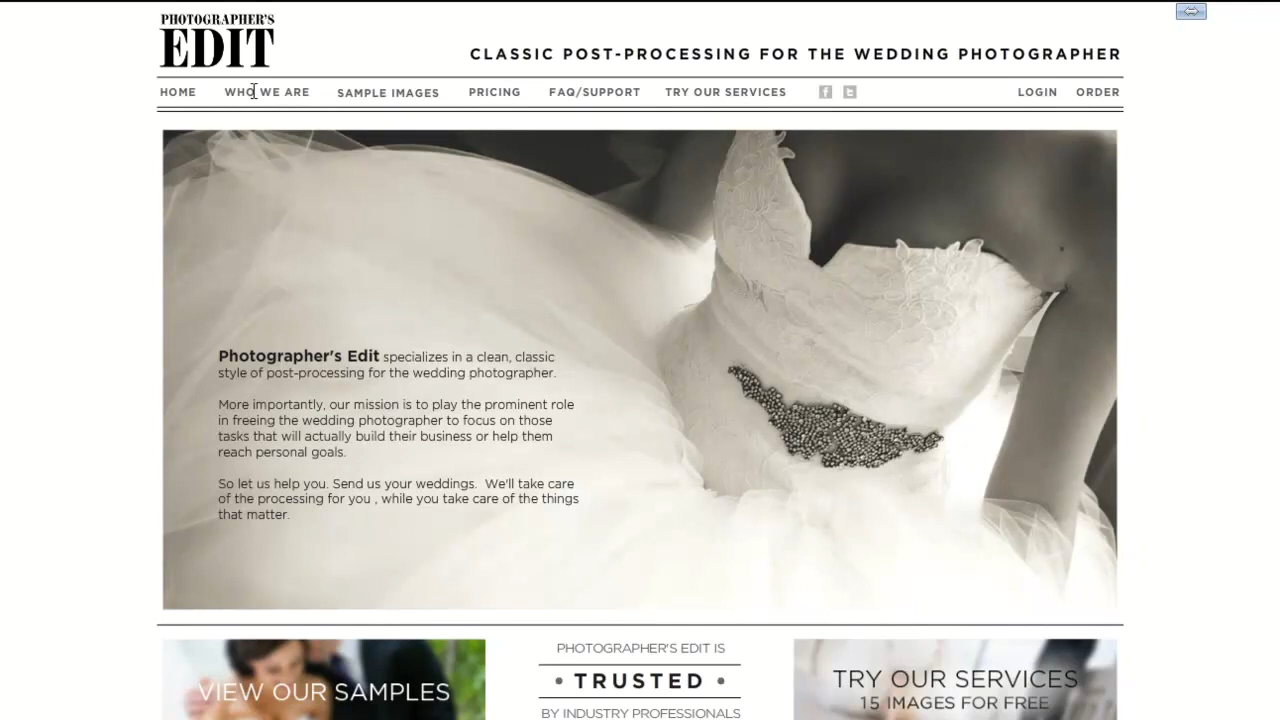 PHOTOGRAPHER'S
EDIT
CLASSIC POST-PROCESSING FOR THE WEDDING PHOTOGRAPHER
HOME WHO WE ARE SAMPLE IMAGES PRICING FAQ/SUPPORT TRY OUR SERVICES f t LOGIN ORDER
Photographer's Edit specializes in a clean, classic
style of post-processing for the wedding photographer.
More importantly, our mission is to play the prominent role
in freeing the wedding photographer to focus on those
tasks that will actually build their business or help them
reach personal goals.
So let us help you. Send us your weddings. We'll take care
of the processing for you , while you take care of the things
that matter.
VIEW OUR SAMPLES
PHOTOGRAPHER'S EDIT IS
• TRUSTED •
BY INDUSTRY PROFESSIONALS
TRY OUR SERVICES
15 IMAGES FOR FREE